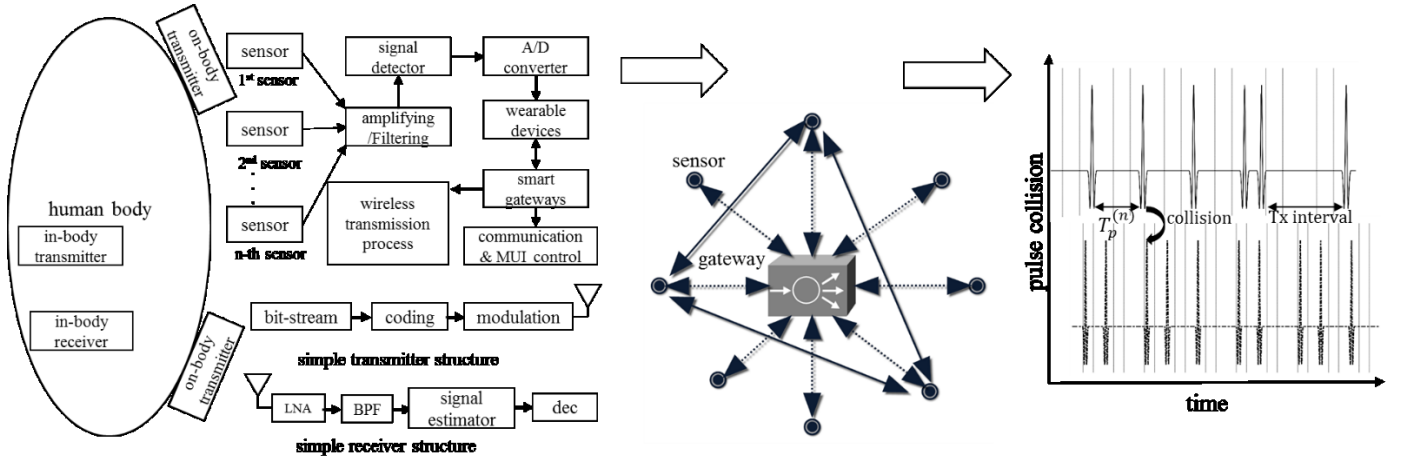 on-body
transmitter
human body
in-body
transmitter
in-body
receiver
on-body
transmitter
sensor
1st sensor
sensor
2nd sensor
sensor
n-th sensor
signal
detector
A/D
converter
amplifying
/Filtering
wearable
devices
smart
gateways
wireless
transmission
process
communication
& MUI control
bit-stream
coding
modulation
simple transmitter structure
LNA
BPF
signal
estimator
dec
simple receiver structure
sensor
gateway
pulse collision
T_p^(n)
collision
Tx interval
time